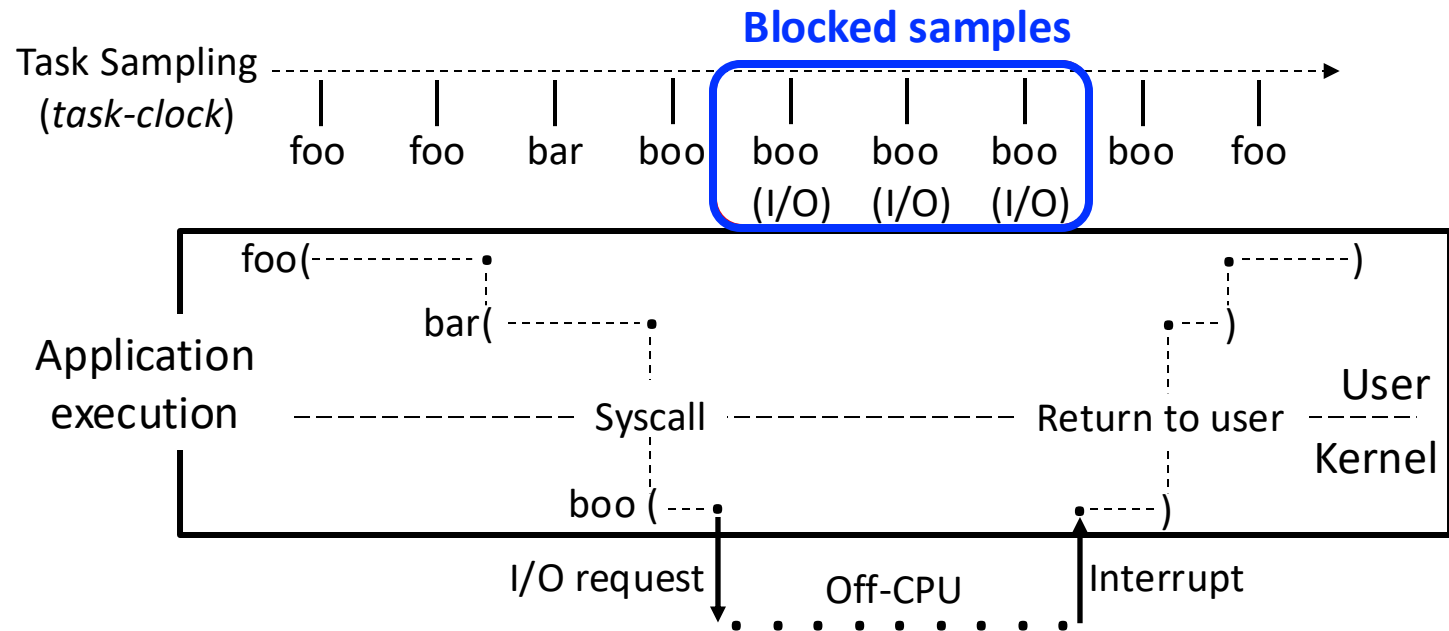 Blocked samples
Task Sampling
(task-clock)
foo foo bar boo boo boo boo boo foo
(I/O) (I/O) (I/O)
foo( )
bar( )
Application
execution
User
Syscall Return to user
Kernel
boo ( )
I/O request Off-CPU Interrupt